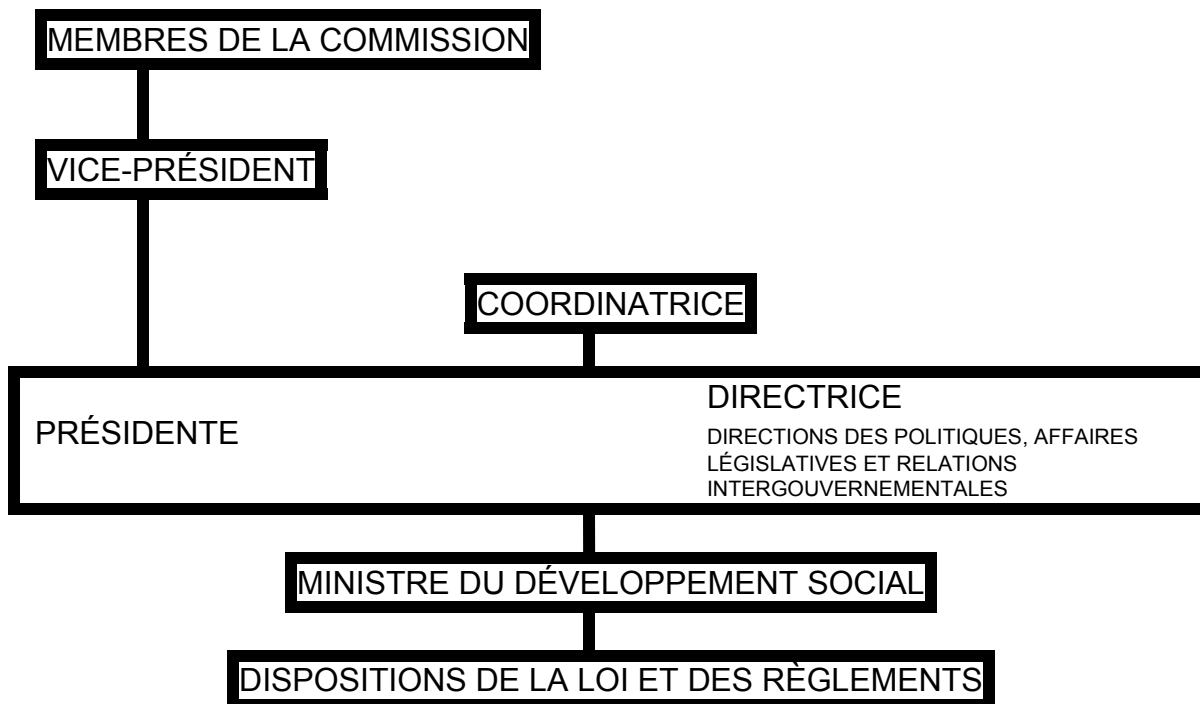 MEMBRES DE LA COMMISSION
VICE-PRÉSIDENT
COORDINATRICE
PRÉSIDENTE
DIRECTRICE
DIRECTIONS DES POLITIQUES, AFFAIRES
LÉGISLATIVES ET RELATIONS
INTERGOUVERNEMENTALES
MINISTRE DU DÉVELOPPEMENT SOCIAL
DISPOSITIONS DE LA LOI ET DES RÈGLEMENTS